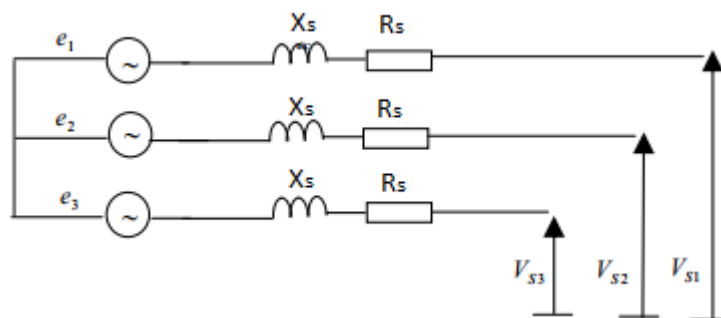 e1 ~ Xs Rs
e2 ~ Xs Rs
e3 ~ Xs Rs
VS3 VS2 VS1